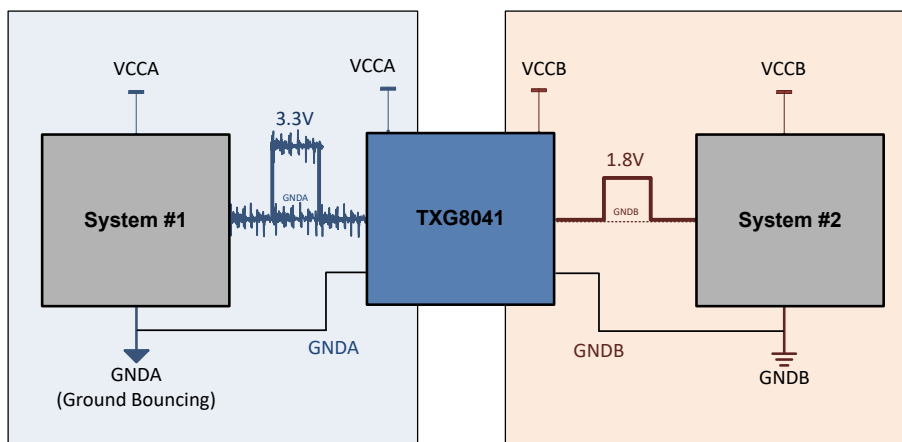 VCCA
VCCA
VCCB
VCCB
3.3V
1.8V
GNDA
GNDB
System #1
TXG8041
System #2
GNDA
GNDB
GNDA
(Ground Bouncing)
GNDB